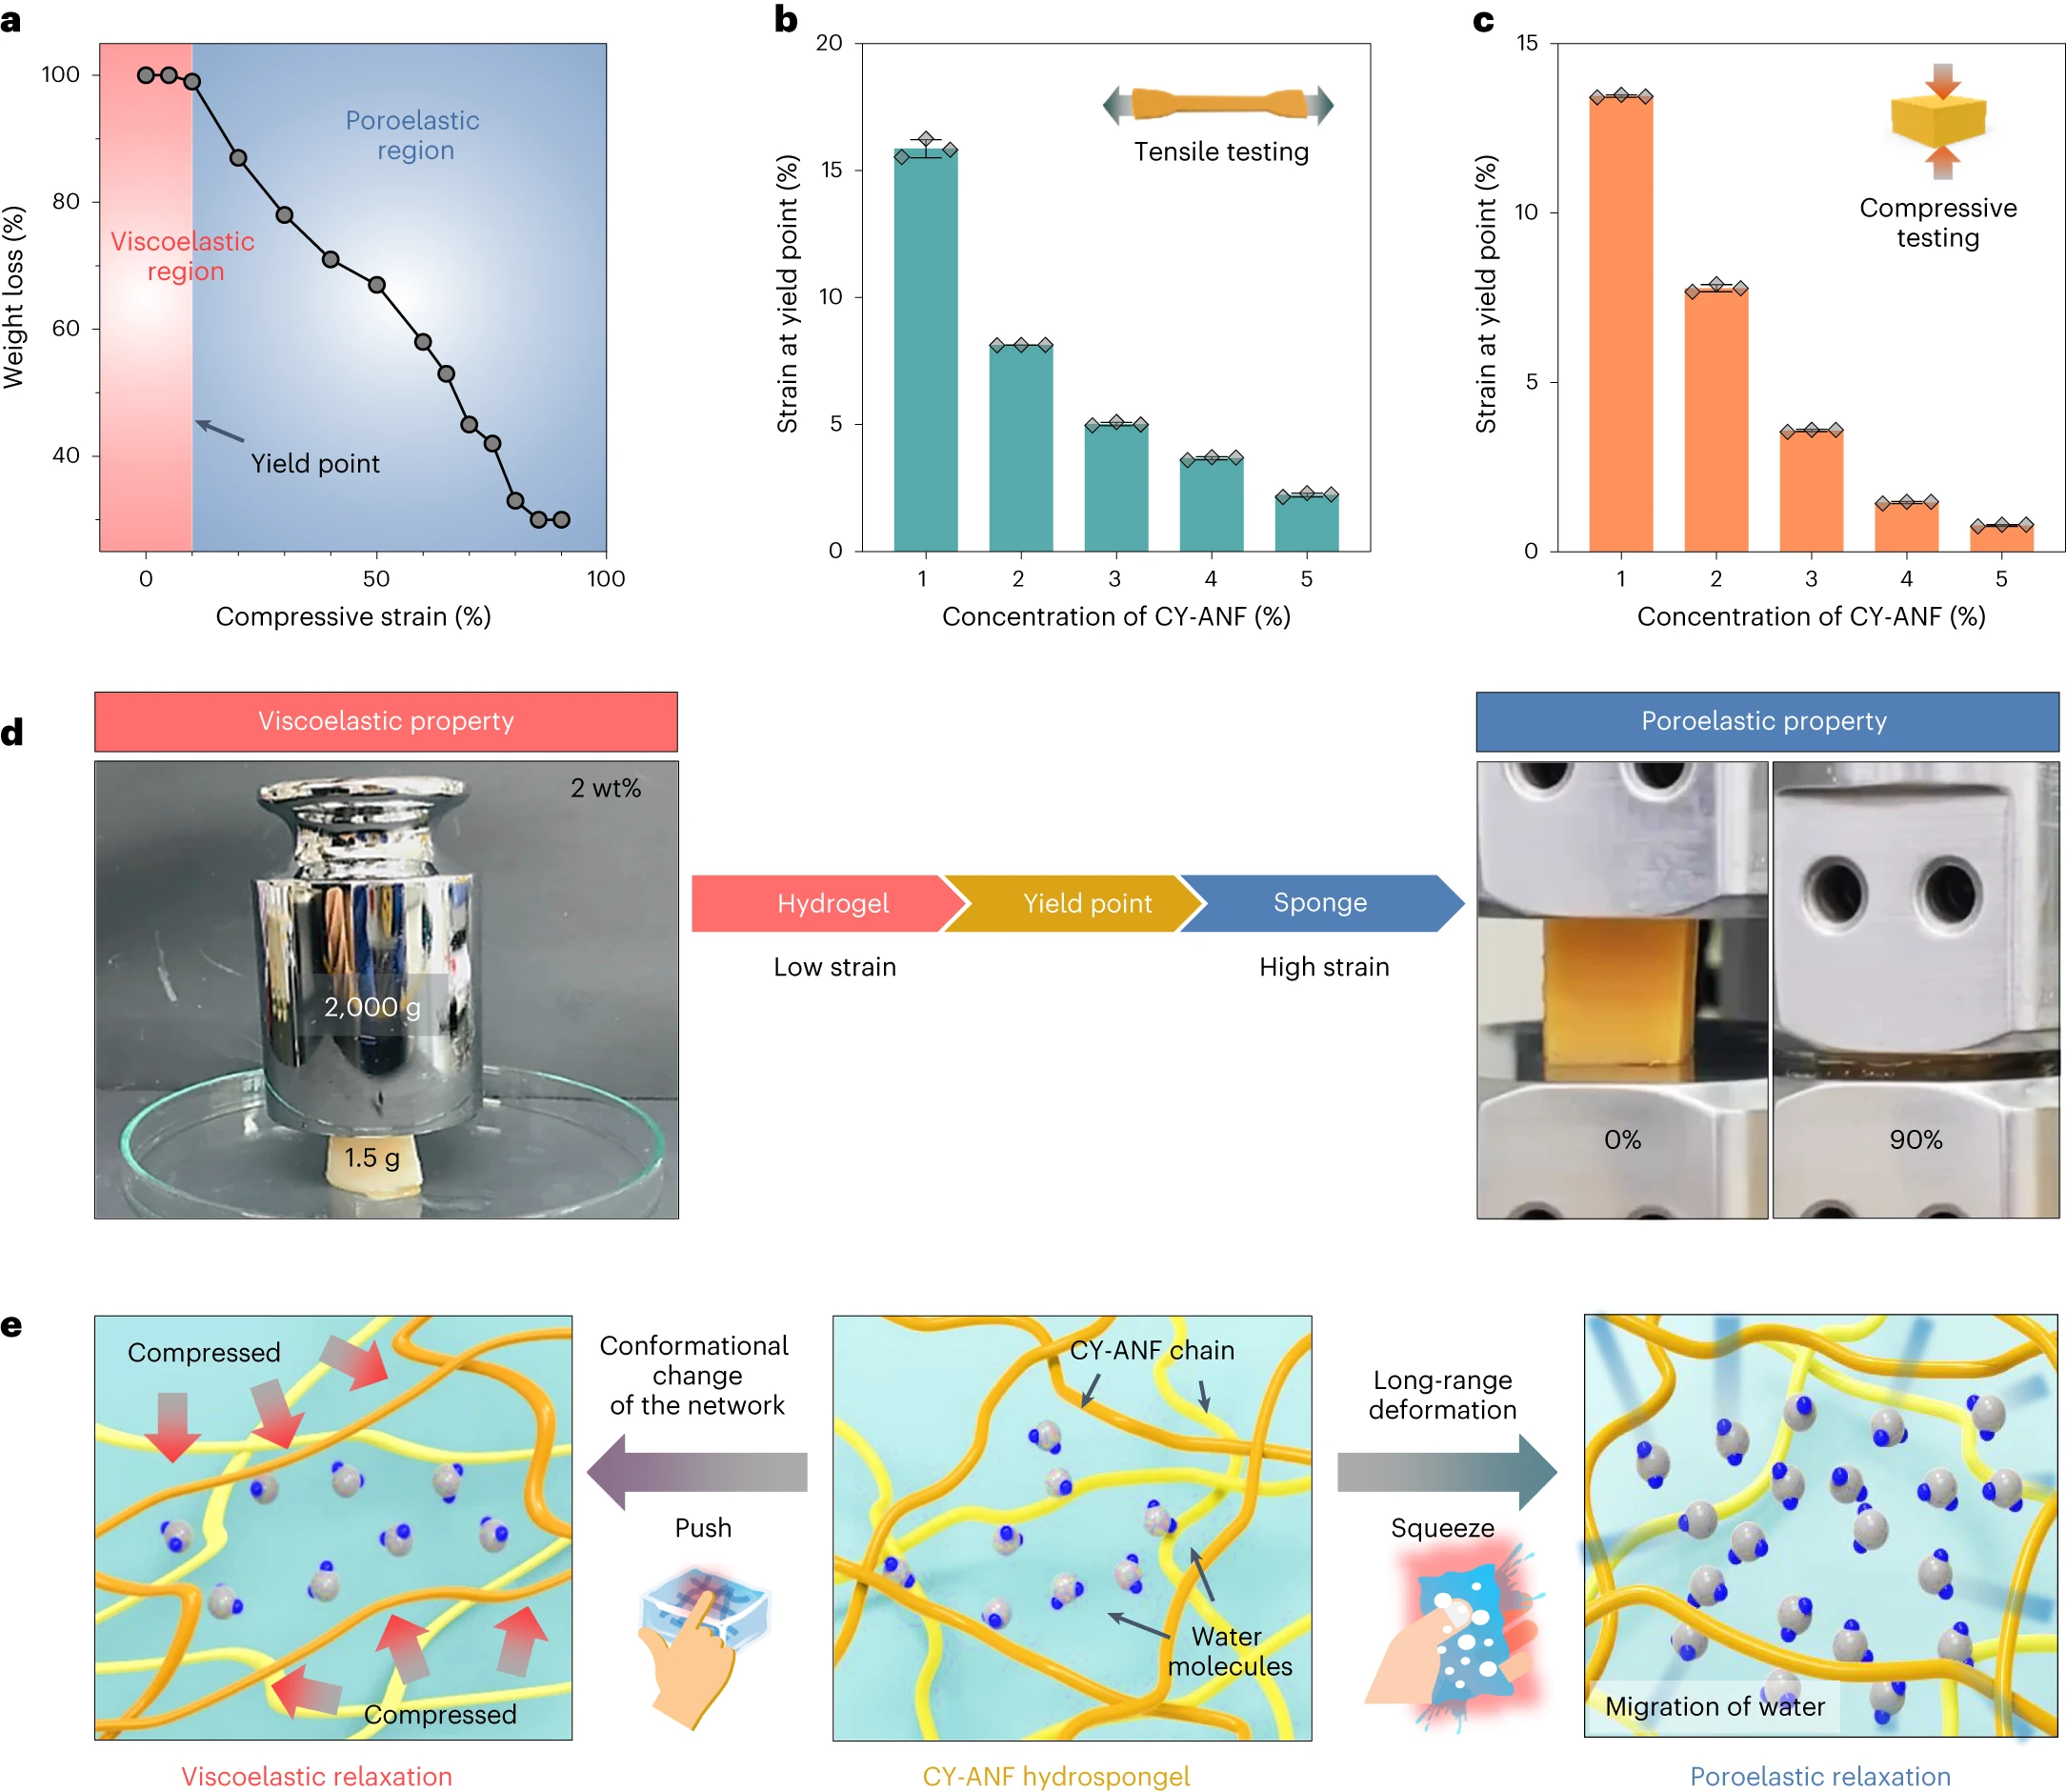 a
100
80
60
40
Weight loss (%)
Poroelastic
region
Viscoelastic
region
Yield point
0
50
100
Compressive strain (%)
b
20
15
10
5
0
Strain at yield point (%)
Tensile testing
1
2
3
4
5
Concentration of CY-ANF (%)
c
15
10
5
0
Strain at yield point (%)
Compressive
testing
1
2
3
4
5
Concentration of CY-ANF (%)
d
Viscoelastic property
2 wt%
2,000 g
1.5 g
Hydrogel
Yield point
Sponge
Low strain
High strain
Poroelastic property
0%
90%
e
Compressed
Compressed
Viscoelastic relaxation
Conformational
change
of the network
Push
CY-ANF chain
Water
molecules
CY-ANF hydrospongel
Long-range
deformation
Squeeze
Migration of water
Poroelastic relaxation